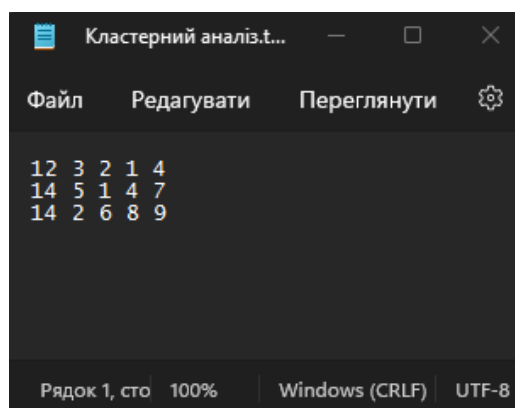 Кластерний аналіз.t...
Файл Редагувати Переглянути
12 3 2 1 4
14 5 1 4 7
14 2 6 8 9
Рядок 1, сто 100% Windows (CRLF) UTF-8